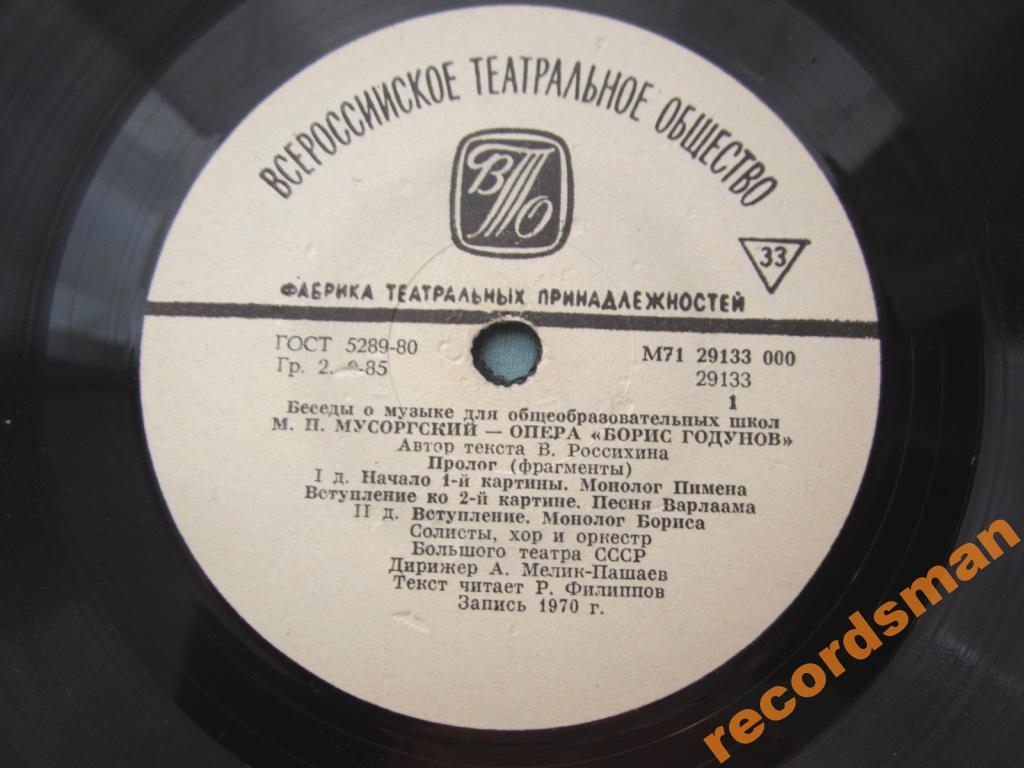 ВСЕРОССИЙСКОЕ ТЕАТРАЛЬНОЕ ОБЩЕСТВО
ВТО
33
ФАБРИКА ТЕАТРАЛЬНЫХ ПРИНАДЛЕЖНОСТЕЙ
ГОСТ 5289-80
Гр. 2.
М71 29133 000
29133
1
Беседы о музыке для общеобразовательных школ
М. П. МУСОРГСКИЙ — ОПЕРА «БОРИС ГОДУНОВ»
Автор текста В. Россихина
Пролог (фрагменты)
I д. Начало 1-й картины. Монолог Пимена
Вступление ко 2-й картине. Песня Варлаама
II д. Вступление. Монолог Бориса
Солисты, хор и оркестр
Большого театра СССР
Дирижер А. Мелик-Пашаев
Текст читает Р. Филиппов
Запись 1970 г.
recordsman